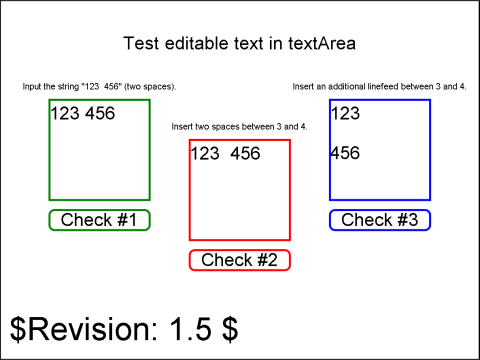 Test editable text in textArea
Input the string "123  456" (two spaces).
Insert an additional linefeed between 3 and 4.
123 456
123
Insert two spaces between 3 and 4.
123  456
456
Check #1
Check #3
Check #2
$Revision: 1.5 $